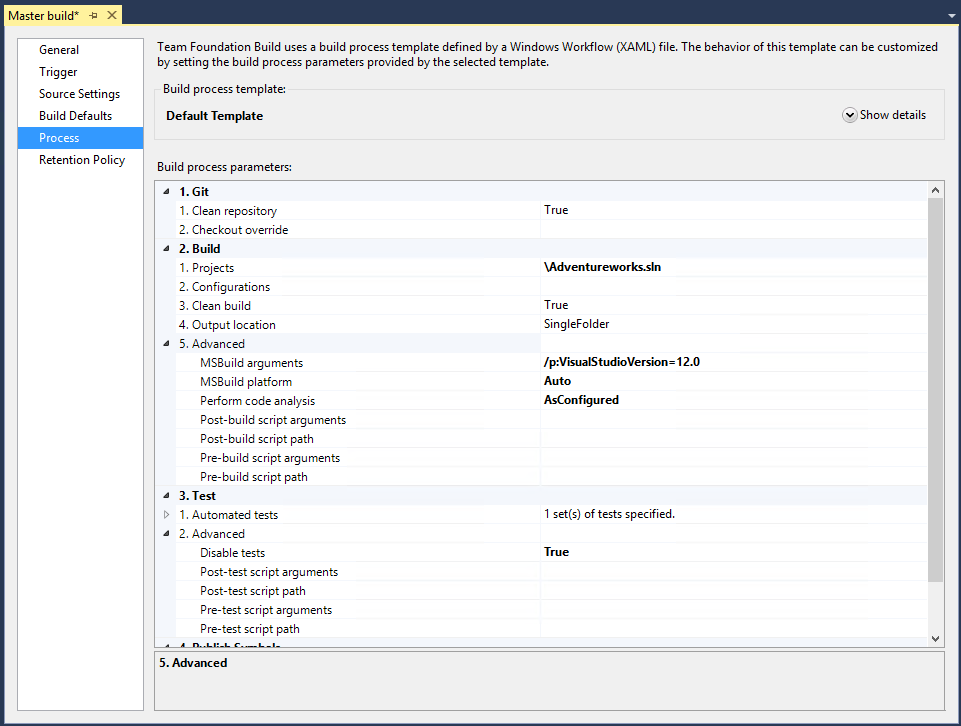 Master build*
General
Trigger
Source Settings
Build Defaults
Process
Retention Policy
Team Foundation Build uses a build process template defined by a Windows Workflow (XAML) file. The behavior of this template can be customized
by setting the build process parameters provided by the selected template.
Build process template:
Default Template
Show details
Build process parameters:
1. Git
1. Clean repository True
2. Checkout override
2. Build
1. Projects \Adventureworks.sln
2. Configurations
3. Clean build True
4. Output location SingleFolder
5. Advanced
MSBuild arguments /p:VisualStudioVersion=12.0
MSBuild platform Auto
Perform code analysis AsConfigured
Post-build script arguments
Post-build script path
Pre-build script arguments
Pre-build script path
3. Test
1. Automated tests 1 set(s) of tests specified.
2. Advanced
Disable tests True
Post-test script arguments
Post-test script path
Pre-test script arguments
Pre-test script path
4. Publish Symbols
5. Advanced